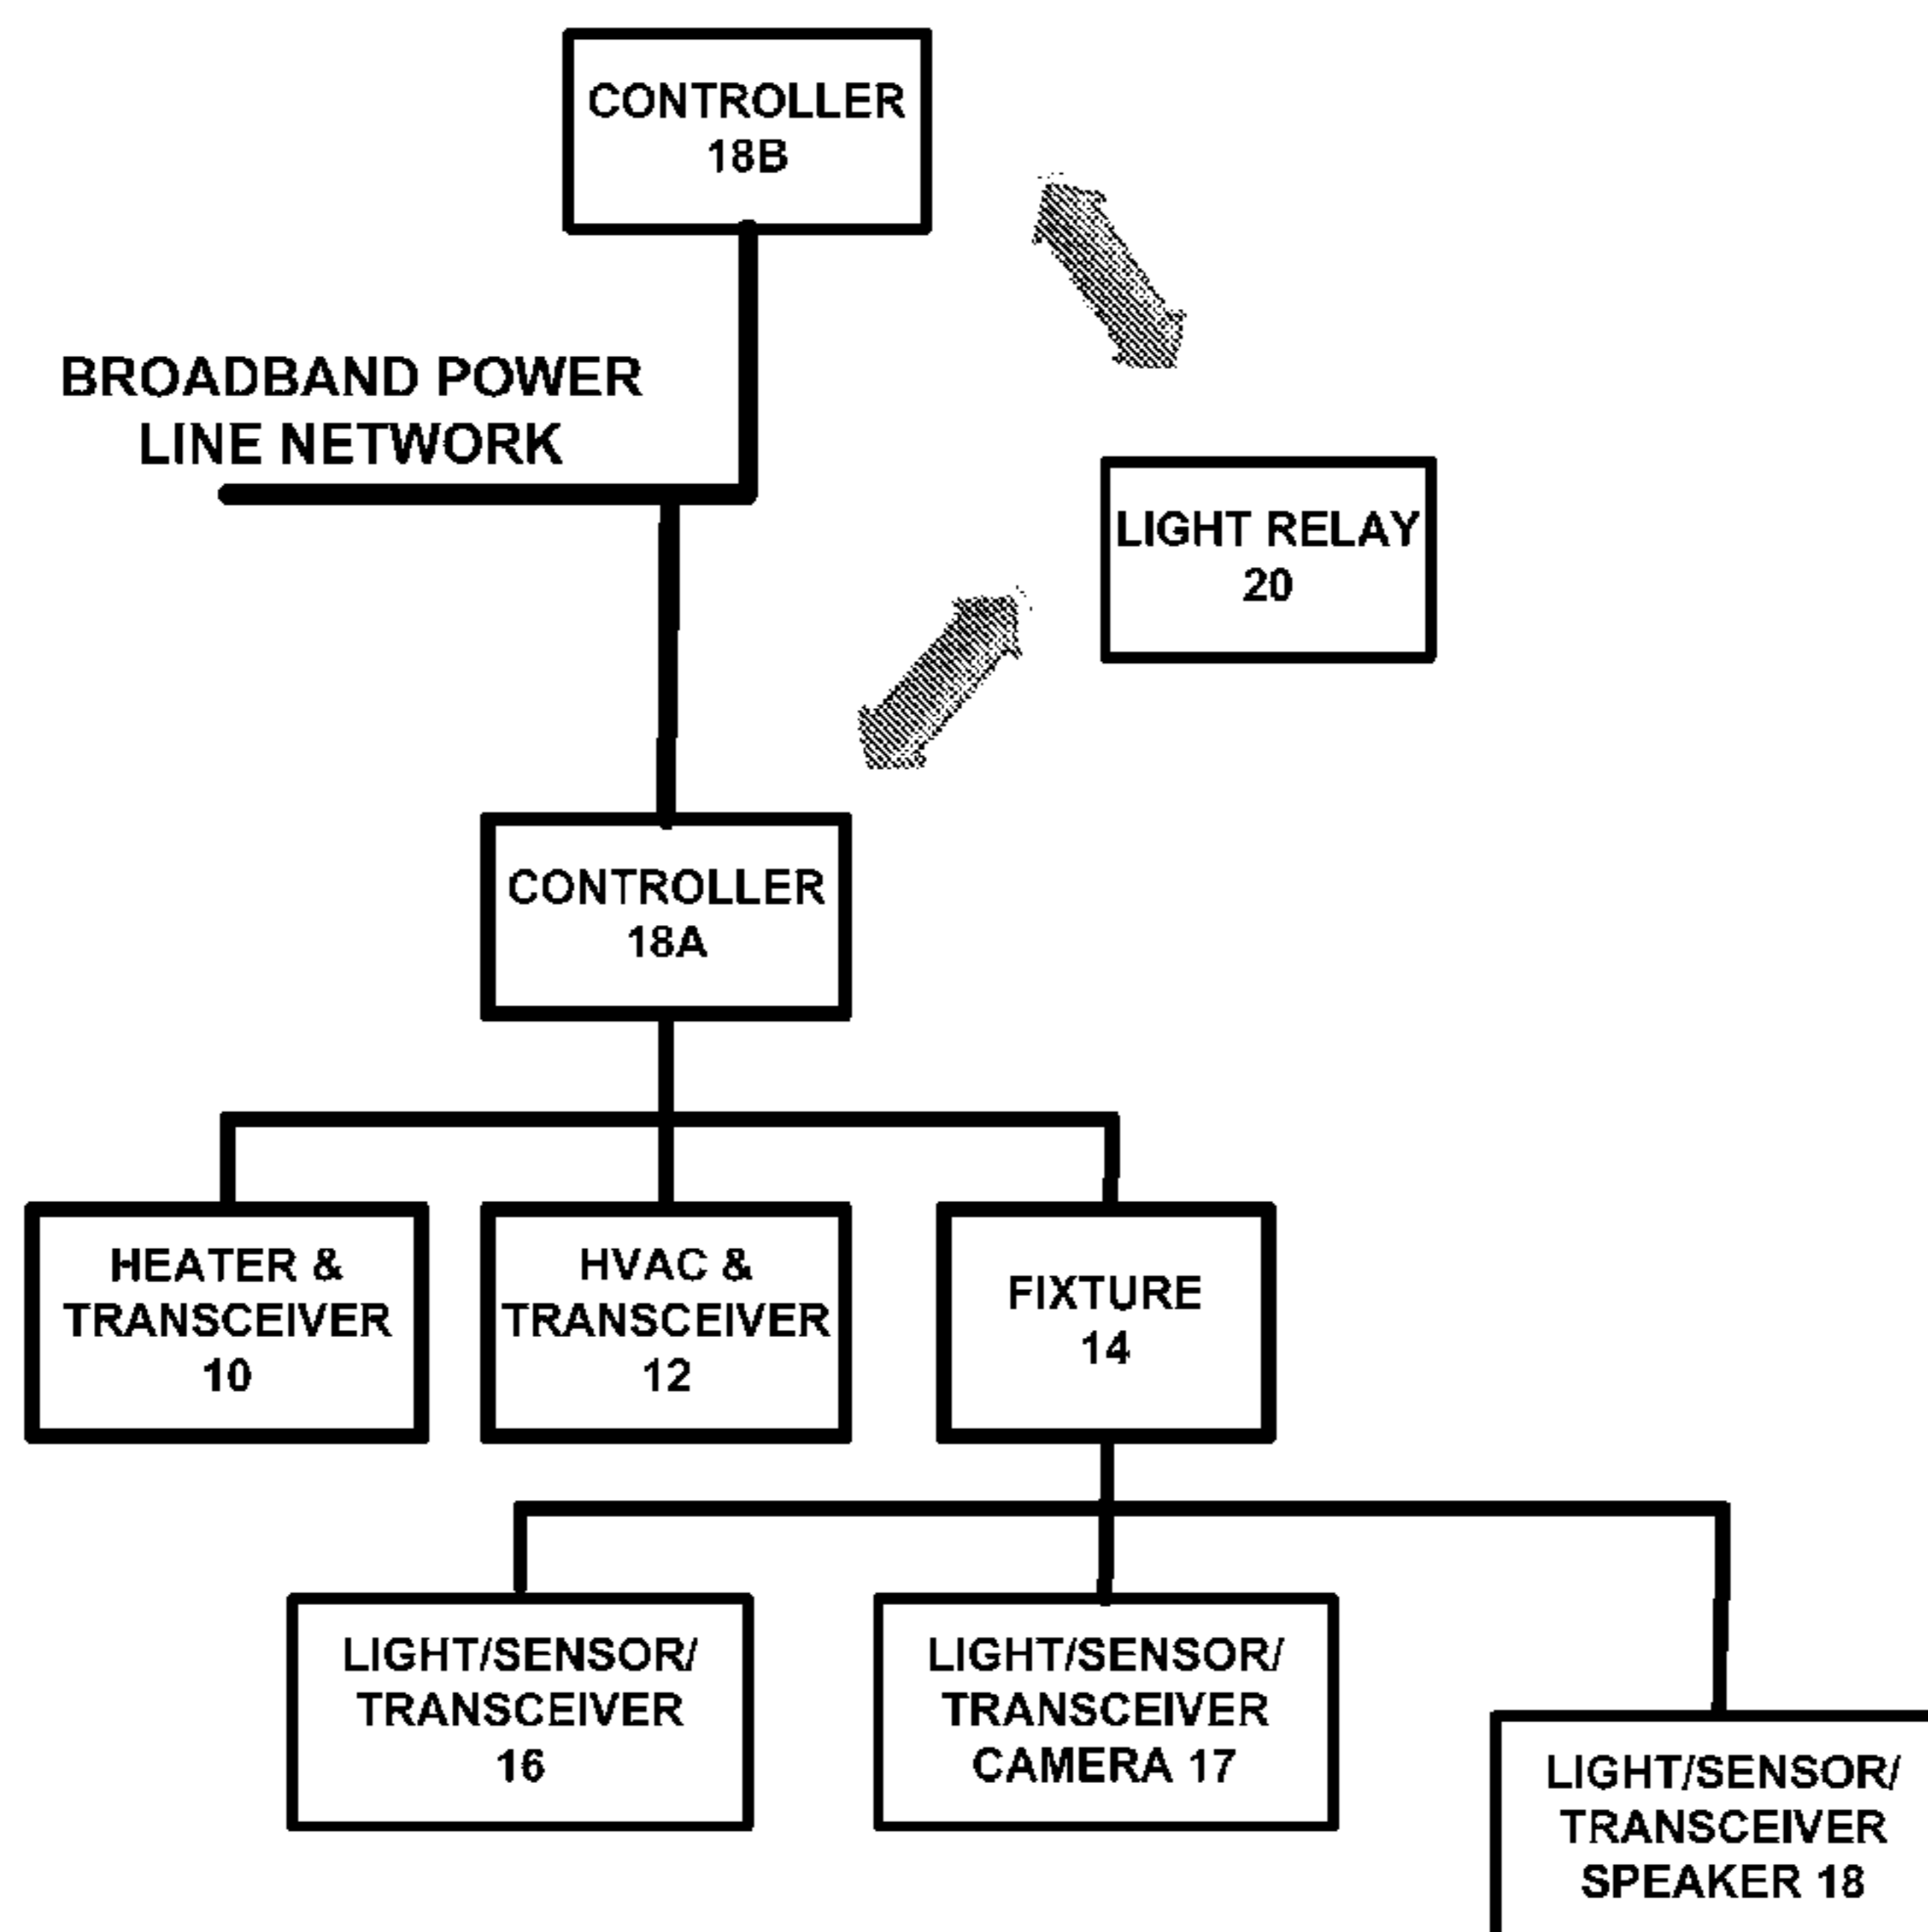 CONTROLLER
18B
BROADBAND POWER
LINE NETWORK
LIGHT RELAY
20
CONTROLLER
18A
HEATER &
TRANSCEIVER
10
HVAC &
TRANSCEIVER
12
FIXTURE
14
LIGHT/SENSOR/
TRANSCEIVER
16
LIGHT/SENSOR/
TRANSCEIVER
CAMERA 17
LIGHT/SENSOR/
TRANSCEIVER
SPEAKER 18